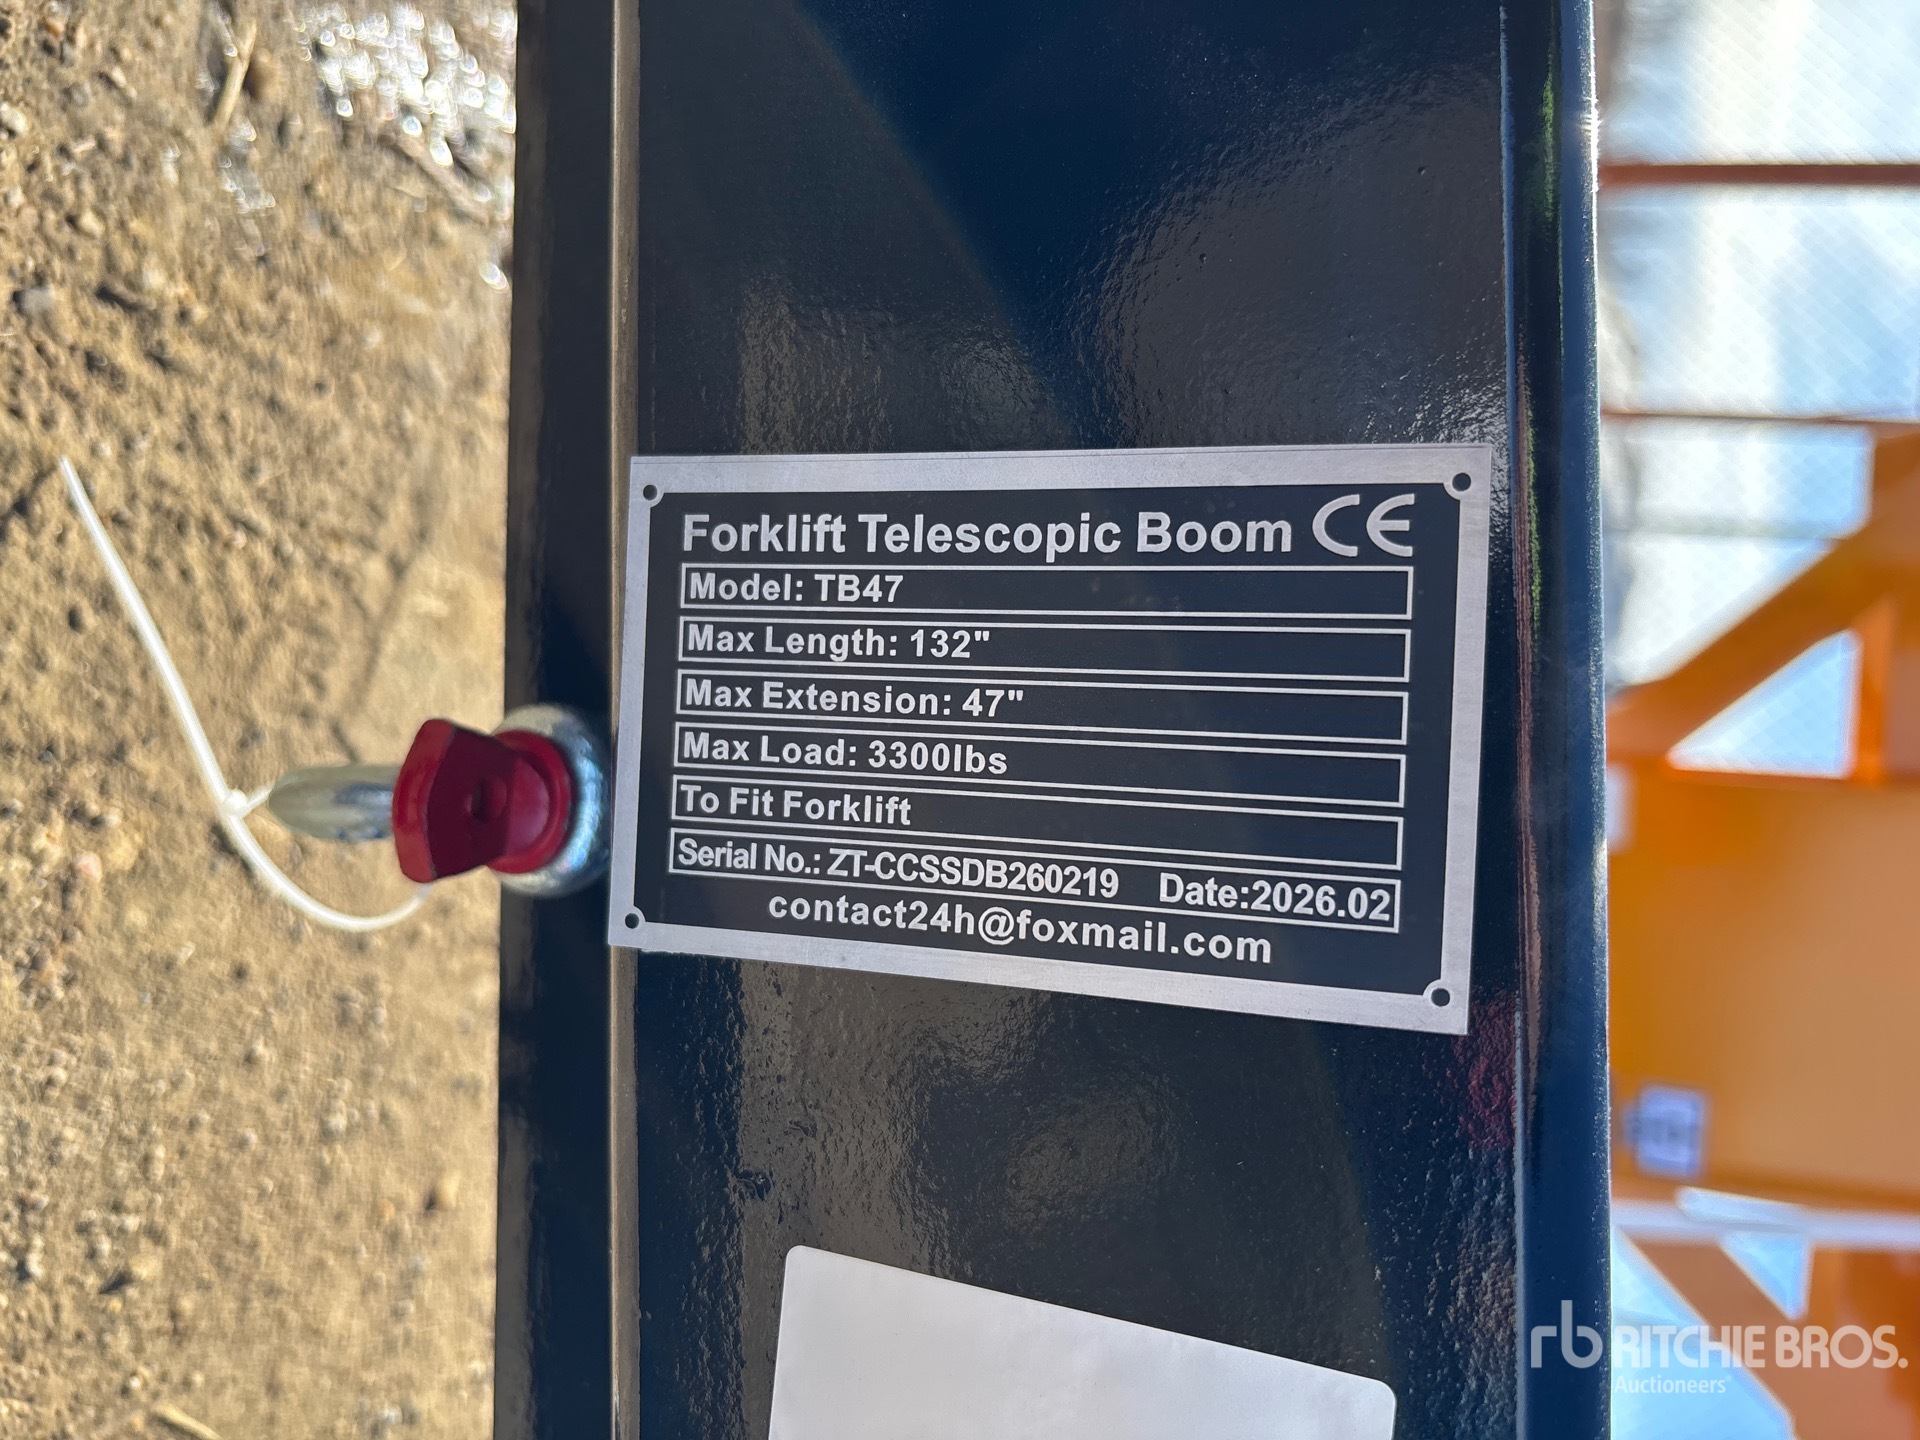 Forklift Telescopic Boom CE
Model: TB47
Max Length: 132"
Max Extension: 47"
Max Load: 3300lbs
To Fit Forklift
Serial No.: ZT-CCSSDB260219 Date:2026.02
contact24h@foxmail.com
rb RITCHIE BROS.
Auctioneers